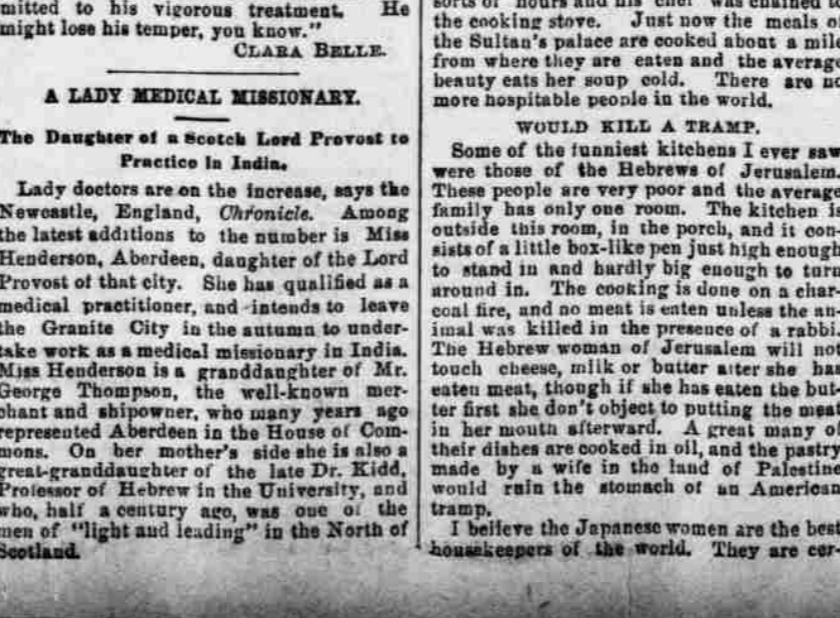 mitted to his vigorous treatment. He
might lose his temper, you know."
CLARA BELLE.
A LADY MEDICAL MISSIONARY.
The Daughter of a Scotch Lord Provost to
Practice in India.
Lady doctors are on the increase, says the
Newcastle, England, Chronicle. Among
the latest additions to the number is Miss
Henderson, Aberdeen, daughter of the Lord
Provost of that city. She has qualified as a
medical practitioner, and intends to leave
the Granite City in the autumn to under-
take work as a medical missionary in India.
Miss Henderson is a granddaughter of Mr.
George Thompson, the well-known mer-
chant and shipowner, who many years ago
represented Aberdeen in the House of Com-
mons. On her mother's side she is also a
great-granddaughter of the late Dr. Kidd,
Professor of Hebrew in the University, and
who, half a century ago, was one of the
men of "light and leading" in the North of
Scotland.
sorts of hours and his chef was chained to
the cooking stove. Just now the meals o
the Sultan's palace are cooked about a mile
from where they are eaten and the average
beauty eats her soup cold. There are no
more hospitable people in the world.
WOULD KILL A TRAMP.
Some of the funniest kitchens I ever saw
were those of the Hebrews of Jerusalem.
These people are very poor and the average
family has only one room. The kitchen i
outside this room, in the porch, and it con-
sists of a little box-like pen just high enough
to stand in and hardly big enough to turn
around in. The cooking is done on a char-
coal fire, and no meat is eaten unless the an-
imal was killed in the presence of a rabbi.
The Hebrew woman of Jerusalem will not
touch cheese, milk or butter after she has
eaten meat, though if she has eaten the but-
ter first she don't object to putting the meat
in her mouth afterward. A great many of
their dishes are cooked in oil, and the pastry
made by a wife in the land of Palestine
would ruin the stomach of an American
tramp.
I believe the Japanese women are the best
housekeepers of the world. They are cer-